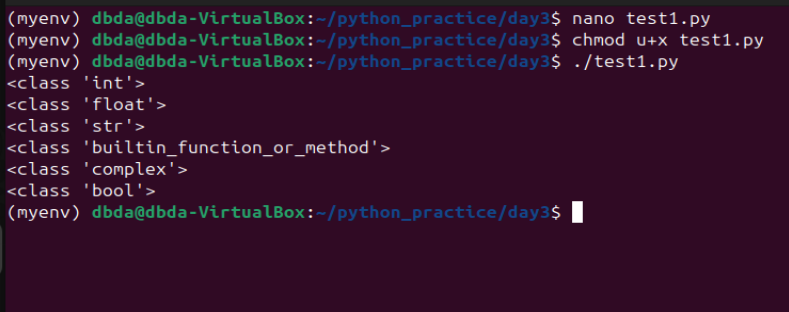 (myenv) dbda@dbda-VirtualBox:~/python_practice/day3$ nano test1.py
(myenv) dbda@dbda-VirtualBox:~/python_practice/day3$ chmod u+x test1.py
(myenv) dbda@dbda-VirtualBox:~/python_practice/day3$ ./test1.py
<class 'int'>
<class 'float'>
<class 'str'>
<class 'builtin_function_or_method'>
<class 'complex'>
<class 'bool'>
(myenv) dbda@dbda-VirtualBox:~/python_practice/day3$